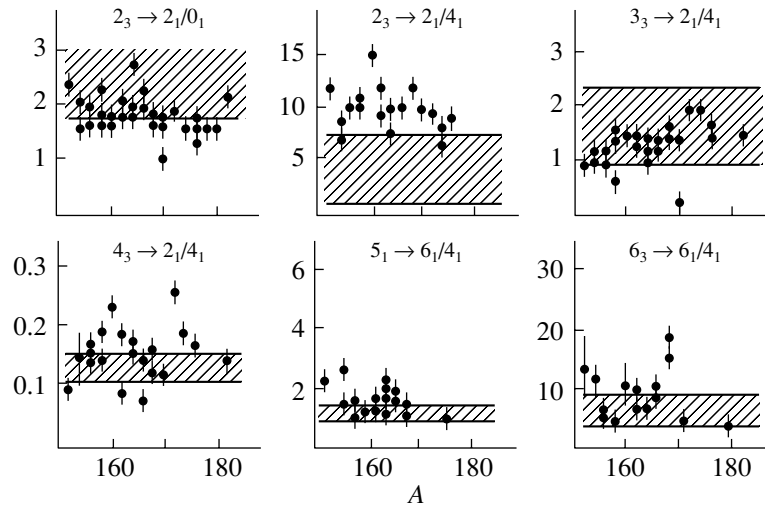 2₃ → 2₁/0₁ 2₃ → 2₁/4₁ 3₃ → 2₁/4₁
3 15 3
2 10 2
1 5 1
4₃ → 2₁/4₁ 5₁ → 6₁/4₁ 6₃ → 6₁/4₁
0.3 6 30
0.2 4 20
0.1 2 10
160 180 160 180 160 180
A